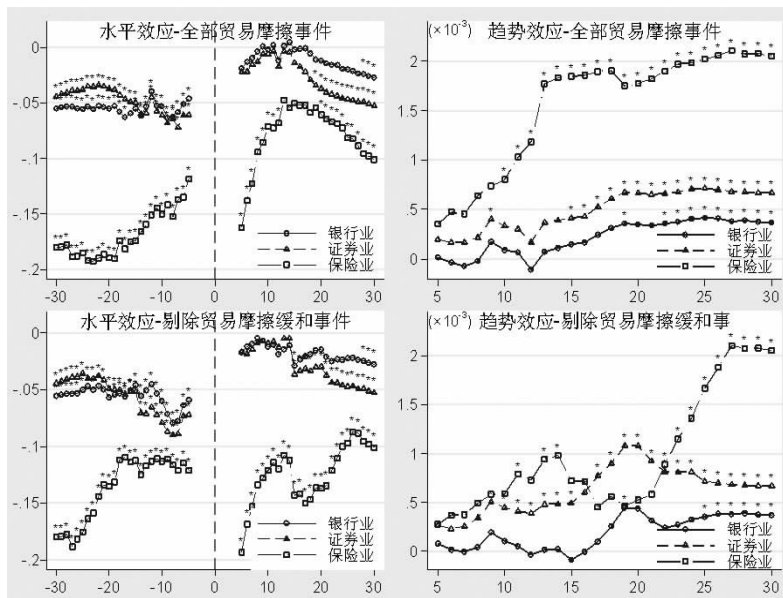 水平效应-全部贸易摩擦事件
0
-.05
-.1
-.15
-.2
银行业
证券业
保险业
-30 -20 -10 0 10 20 30
(×10⁻³) 趋势效应-全部贸易摩擦事件
2
1.5
1
.5
0
银行业
证券业
保险业
5 10 15 20 25 30
水平效应-剔除贸易摩擦缓和事件
0
-.05
-.1
-.15
-.2
银行业
证券业
保险业
-30 -20 -10 0 10 20 30
(×10⁻³) 趋势效应-剔除贸易摩擦缓和事
2
1.5
1
.5
0
银行业
证券业
保险业
5 10 15 20 25 30